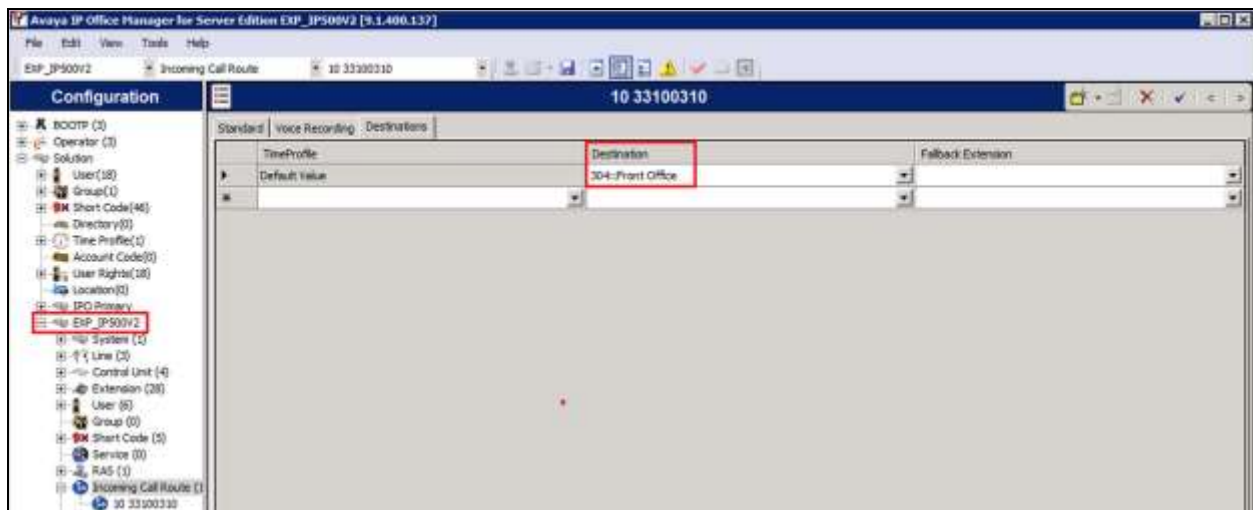 Avaya IP Office Manager for Server Edition EXP_IP500V2 [9.1.400.137]
File Edit View Tools Help
EXP_IP500V2 Incoming Call Route 10 33100310
Configuration
10 33100310
BOOTP (3)
Operator (3)
Solution
User(18)
Group(1)
Short Code(46)
Directory(0)
Time Profile(1)
Account Code(0)
User Rights(18)
Location(0)
IPO Primary
EXP_IP500V2
System (1)
Line (3)
Control Unit (4)
Extension (28)
User (6)
Group (0)
Short Code (5)
Service (0)
RAS (1)
Incoming Call Route (
10 33100310
Standard Voice Recording Destinations
TimeProfile Destination Fallback Extension
Default Value 304::Front Office